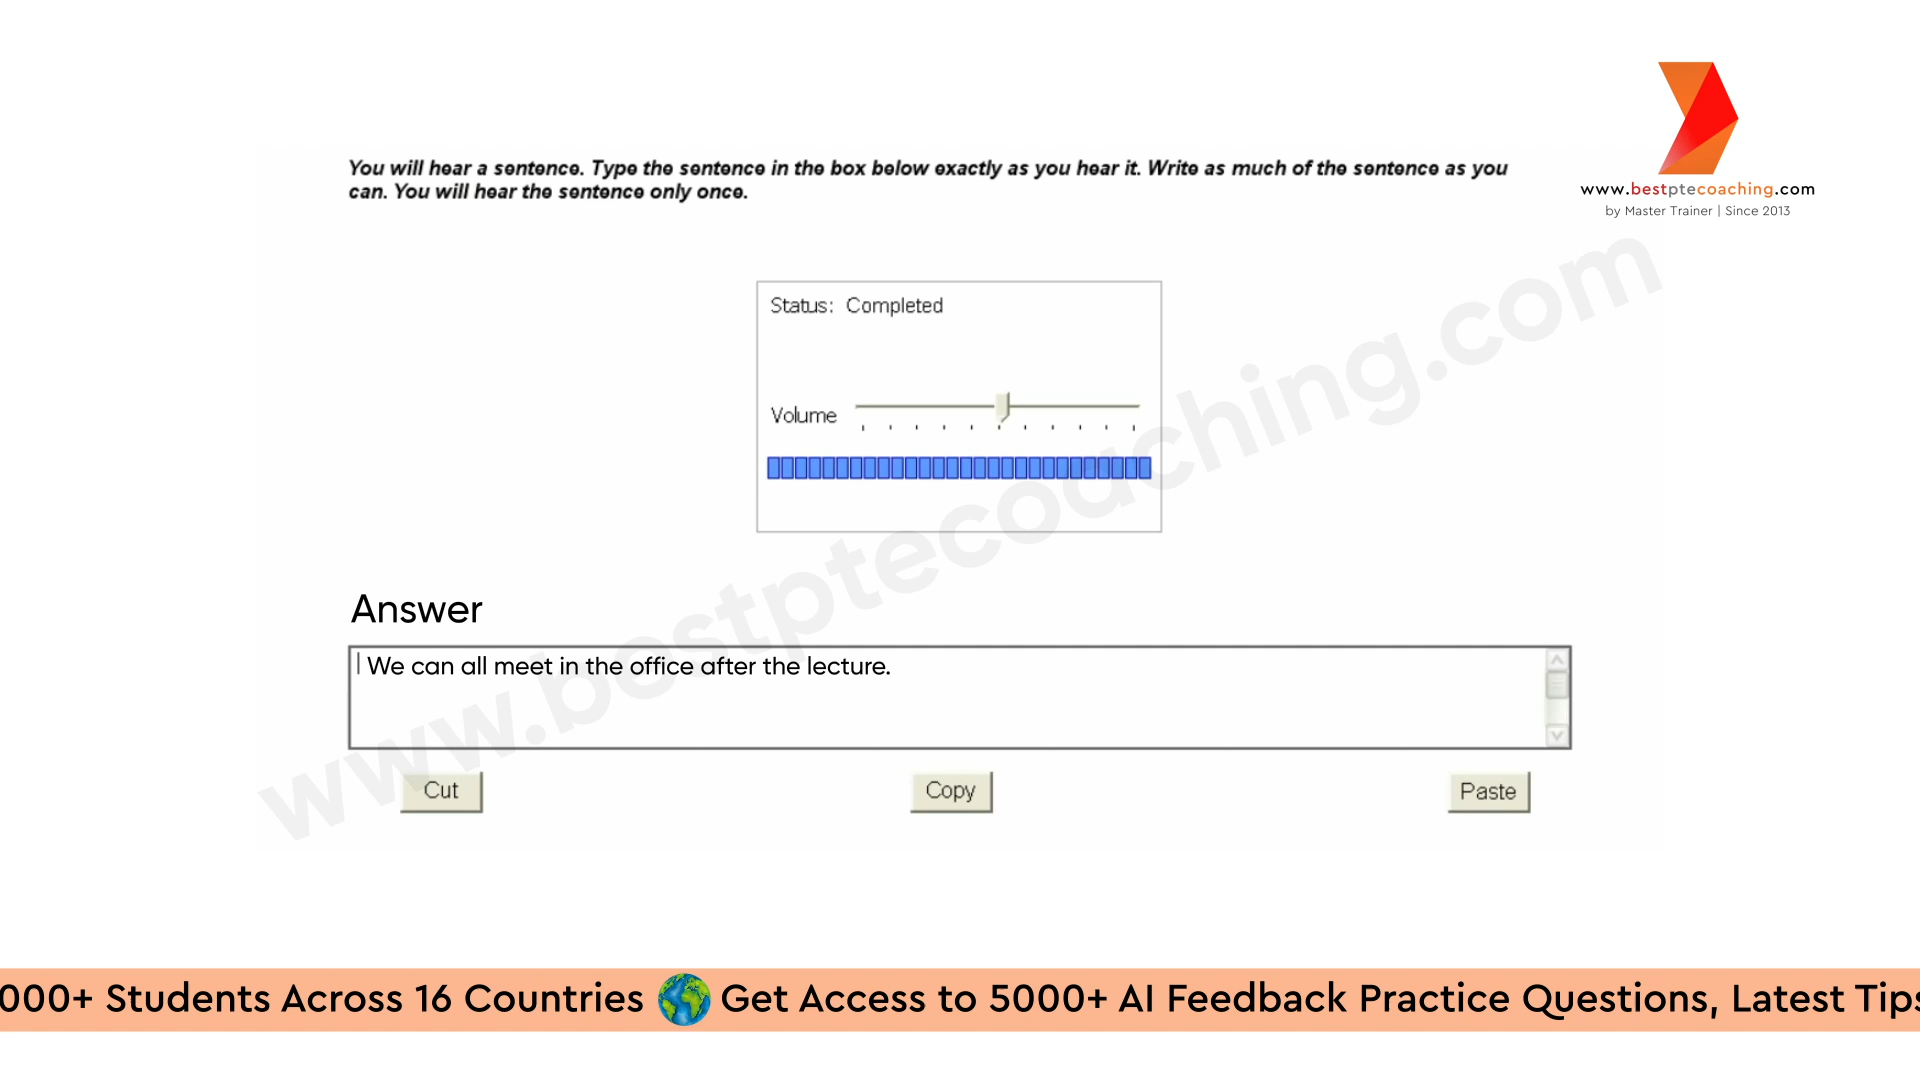 You will hear a sentence. Type the sentence in the box below exactly as you hear it. Write as much of the sentence as you
can. You will hear the sentence only once.
www.bestptecoaching.com
by Master Trainer | Since 2013
Status: Completed
Volume
www.bestptecoaching.com
Answer
We can all meet in the office after the lecture.
Cut
Copy
Paste
000+ Students Across 16 Countries Get Access to 5000+ AI Feedback Practice Questions, Latest Tips